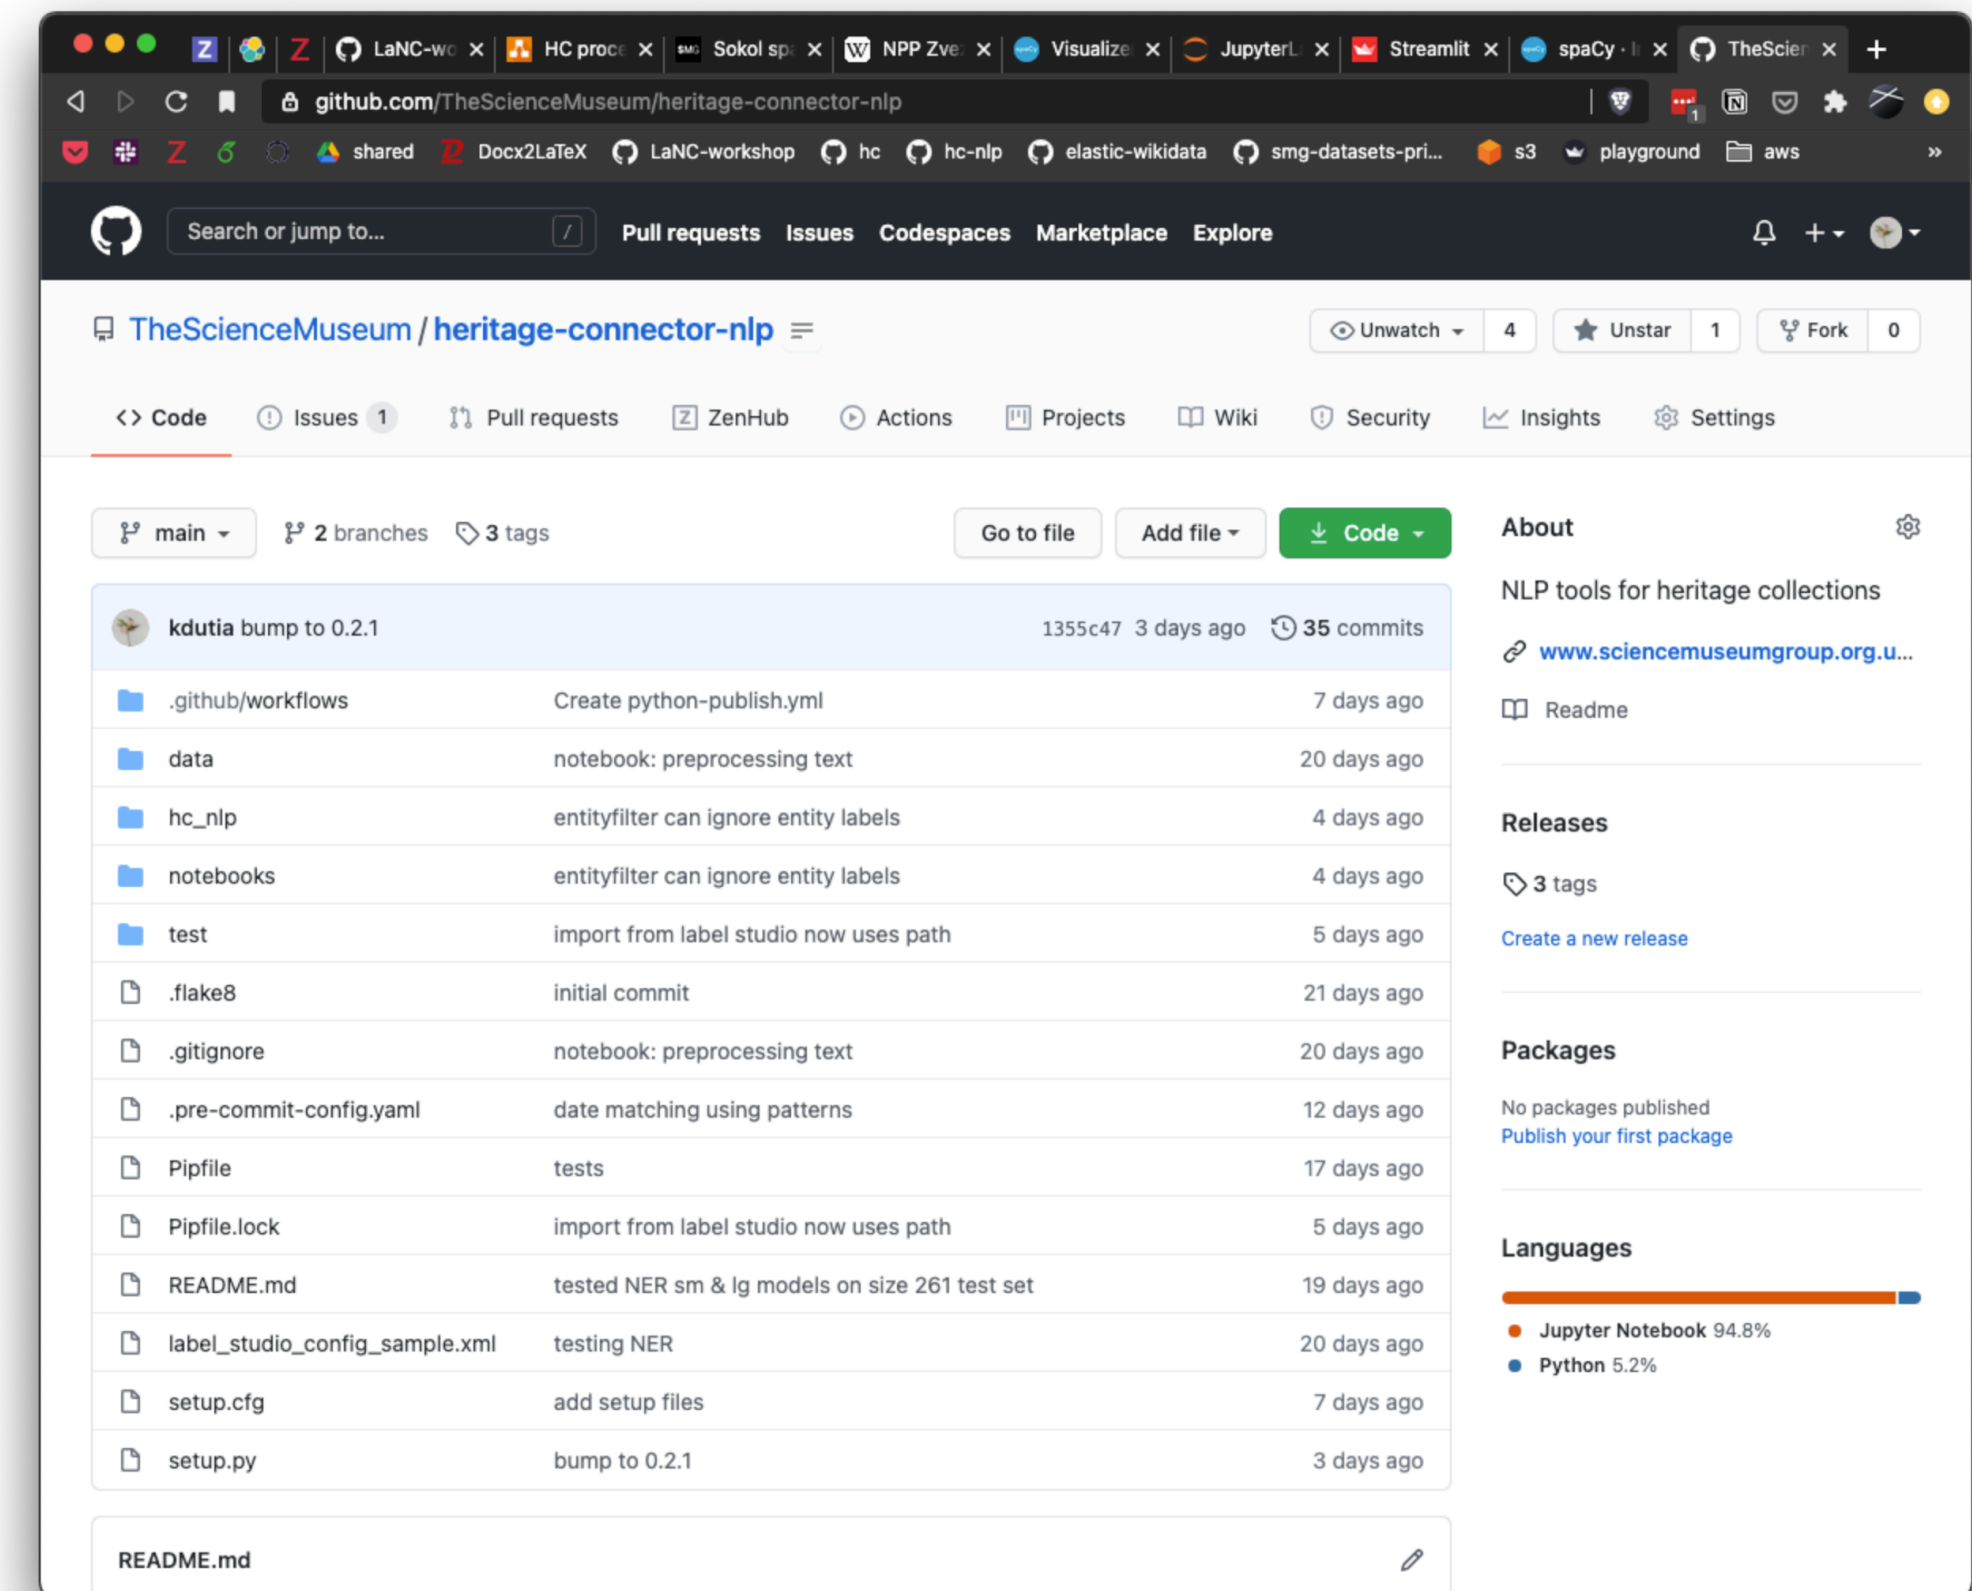 LaNC-wo HC proce SMG Sokol sp W NPP Zve Visualize JupyterL Streamlit spaCy · I TheScien
github.com/TheScienceMuseum/heritage-connector-nlp 1
shared Docx2LaTeX LaNC-workshop hc hc-nlp elastic-wikidata smg-datasets-pri... s3 playground aws »
Search or jump to... / Pull requests Issues Codespaces Marketplace Explore
TheScienceMuseum / heritage-connector-nlp Unwatch 4 Unstar 1 Fork 0
Code Issues 1 Pull requests ZenHub Actions Projects Wiki Security Insights Settings
main 2 branches 3 tags Go to file Add file Code
kdutia bump to 0.2.1 1355c47 3 days ago 35 commits
.github/workflows Create python-publish.yml 7 days ago
data notebook: preprocessing text 20 days ago
hc_nlp entityfilter can ignore entity labels 4 days ago
notebooks entityfilter can ignore entity labels 4 days ago
test import from label studio now uses path 5 days ago
.flake8 initial commit 21 days ago
.gitignore notebook: preprocessing text 20 days ago
.pre-commit-config.yaml date matching using patterns 12 days ago
Pipfile tests 17 days ago
Pipfile.lock import from label studio now uses path 5 days ago
README.md tested NER sm & lg models on size 261 test set 19 days ago
label_studio_config_sample.xml testing NER 20 days ago
setup.cfg add setup files 7 days ago
setup.py bump to 0.2.1 3 days ago
README.md
About
NLP tools for heritage collections
www.sciencemuseumgroup.org.u...
Readme
Releases
3 tags
Create a new release
Packages
No packages published
Publish your first package
Languages
Jupyter Notebook 94.8%
Python 5.2%